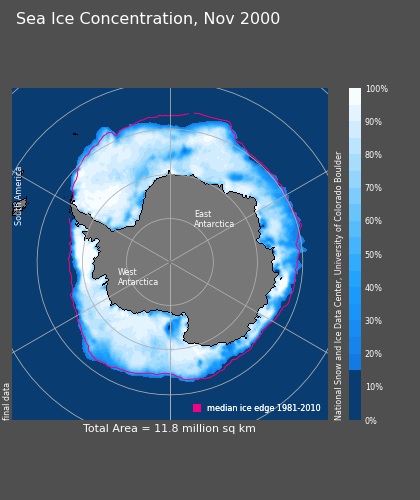 Sea Ice Concentration, Nov 2000
South America
East
Antarctica
West
Antarctica
final data
median ice edge 1981-2010
Total Area = 11.8 million sq km
National Snow and Ice Data Center, University of Colorado Boulder
100%
90%
80%
70%
60%
50%
40%
30%
20%
10%
0%